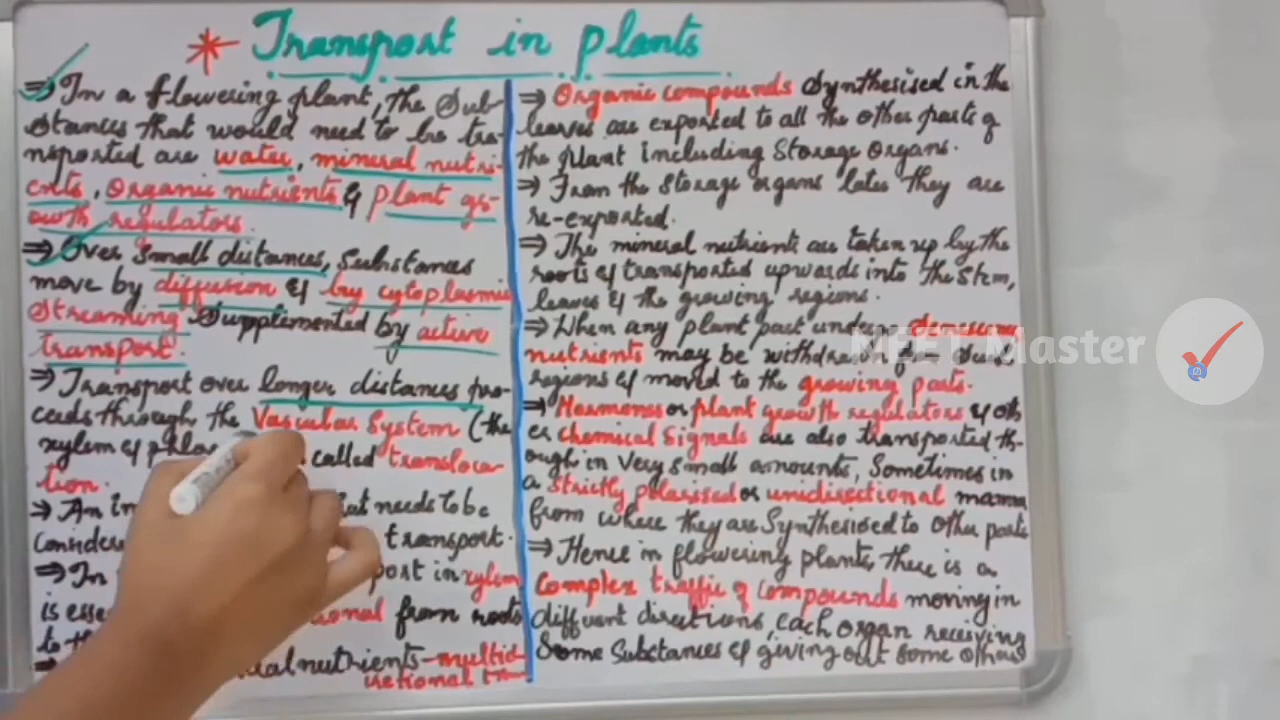 Transport in plants
⇒ In a flowering plant, the sub-
stances that would need to be tra-
nsported are water, mineral nutri-
ents, organic nutrients & plant gr-
owth regulators.
⇒ Over small distances, substances
move by diffusion & by cytoplasmic
streaming supplemented by active
transport.
⇒ Transport over longer distances pro-
ceeds through the Vascular System (the
xylem & called transloca-
tion.
⇒ An needs to be
transport.
⇒ In in xylem
is from roots
to
nutrients-multid-
irectional tr-
⇒ Organic compounds Synthesised in the
leaves are exported to all the other parts of
the plant including Storage Organs.
⇒ From the storage organs later they are
re-exported.
⇒ The mineral nutrients are taken up by the
roots & transported upwards into the stem,
leaves & the growing regions.
⇒ When any plant part
nutrients may be
regions & moved to the growing parts.
⇒ Hormones or plant growth regulators & oth
er chemical signals are also transported th-
ough in very small amounts, Sometimes in
a strictly polarised or unidirectional manner
from where they are Synthesised to other parts
⇒ Hence in flowering plants, there is a
complex traffic of compounds moving in
different directions, each organ receiving
some substances & giving out some others
NEET Master